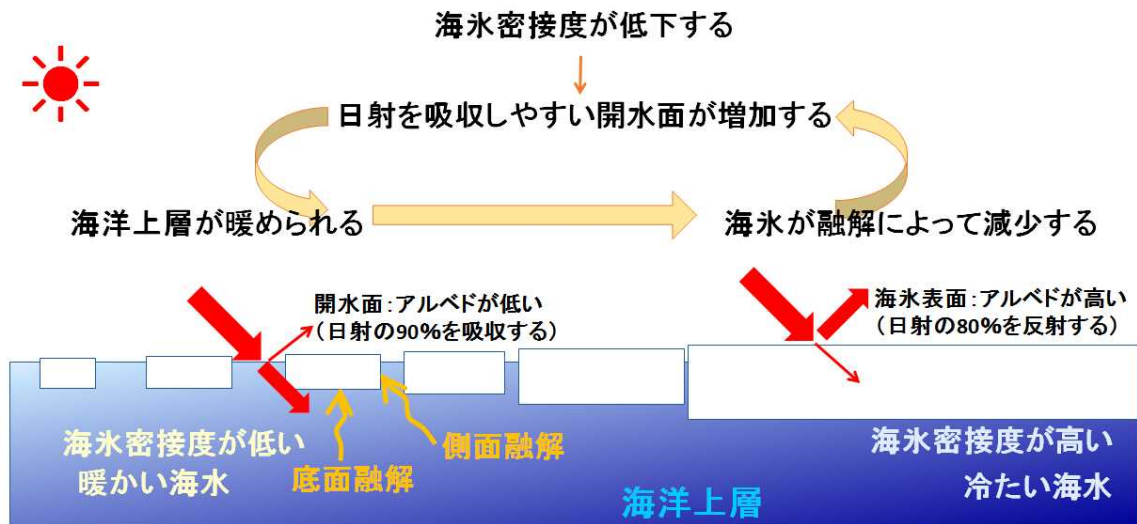 海氷密接度が低下する
日射を吸収しやすい開水面が増加する
海洋上層が暖められる
海氷が融解によって減少する
開水面:アルベドが低い
（日射の90%を吸収する）
海氷表面:アルベドが高い
（日射の80%を反射する）
海氷密接度が低い
暖かい海水
底面融解
側面融解
海洋上層
海氷密接度が高い
冷たい海水